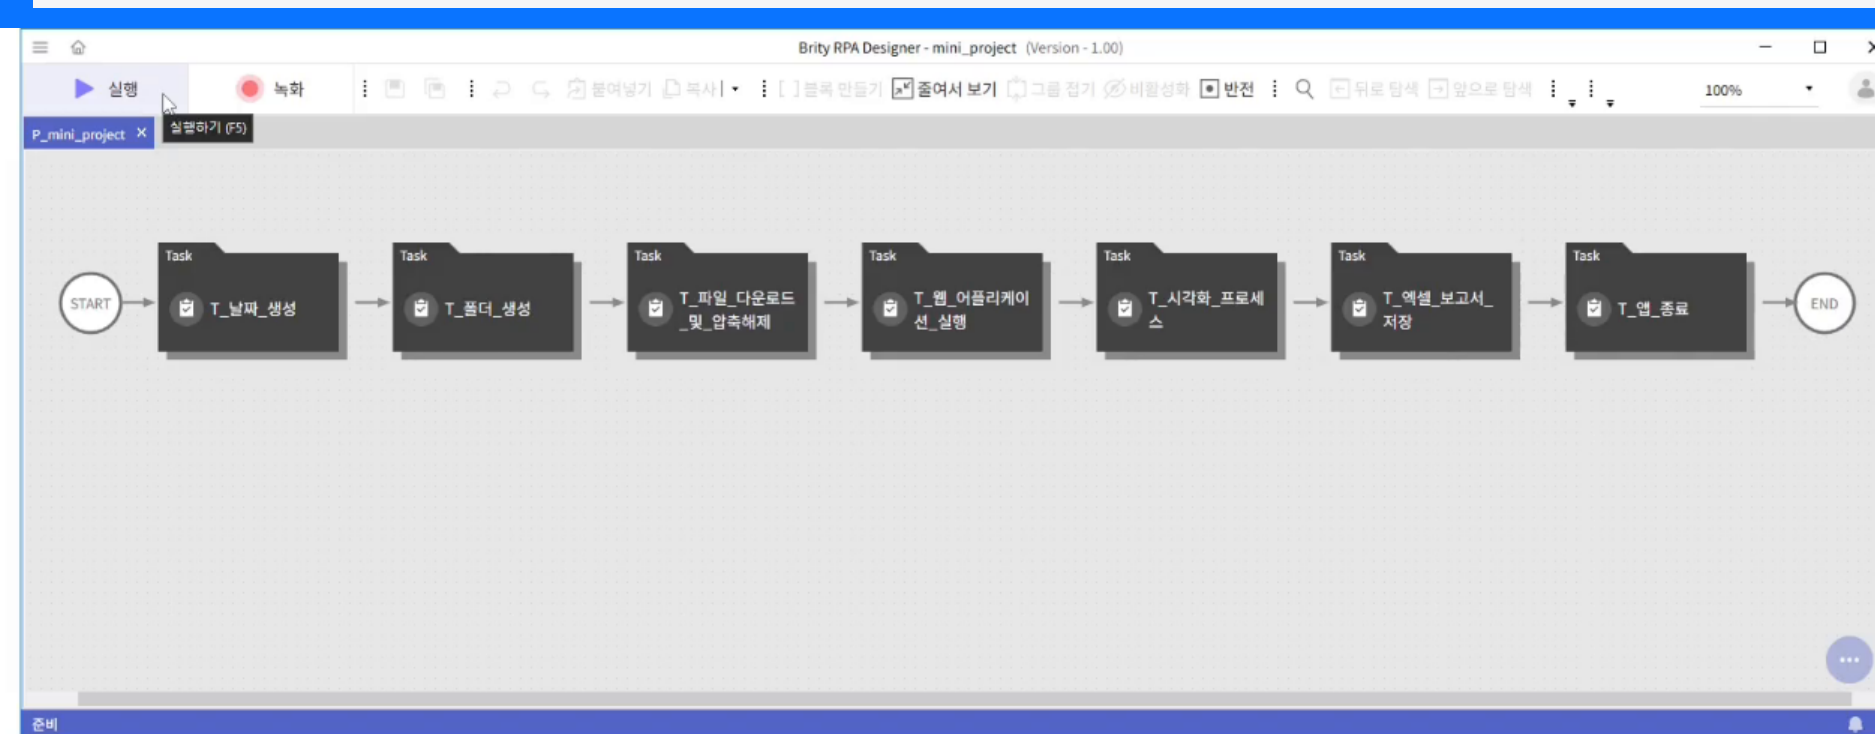 Brity RPA Designer - mini_project (Version - 1.00)
실행 녹화 붙여넣기 복사 블록 만들기 줄여서 보기 그룹 접기 비활성화 반전 뒤로 탐색 앞으로 탐색 100%
P_mini_project
실행하기 (F5)
START
Task
T_날짜_생성
Task
T_폴더_생성
Task
T_파일_다운로드
_및_압축해제
Task
T_웹_어플리케이
션_실행
Task
T_시각화_프로세
스
Task
T_엑셀_보고서_
저장
Task
T_앱_종료
END
준비